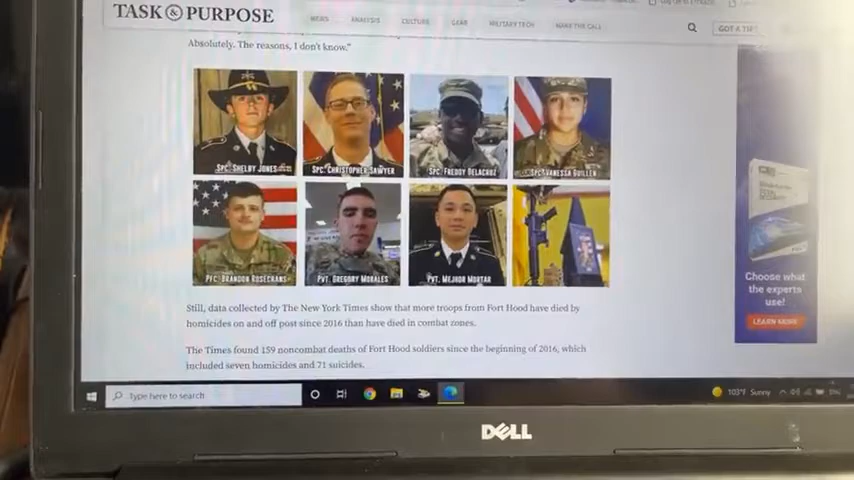 TASK & PURPOSE
NEWS ANALYSIS CULTURE GEAR MILITARY TECH MAKE THE CALL
GOT A TIP
Absolutely. The reasons, I don't know."
SPC. SHELBY JONES SPC. CHRISTOPHER SAWYER SPC. FREDDY DELACRUZ SPC. VANESSA GUILLEN
PFC. BRANDON ROSECRANS PVT. GREGORY MORALES PVT. MEJHOR MORTAR
Still, data collected by The New York Times show that more troops from Fort Hood have died by
homicides on and off post since 2016 than have died in combat zones.
The Times found 159 noncombat deaths of Fort Hood soldiers since the beginning of 2016, which
included seven homicides and 71 suicides.
Choose what
the experts
use!
LEARN MORE
Type here to search
103°F Sunny
DELL